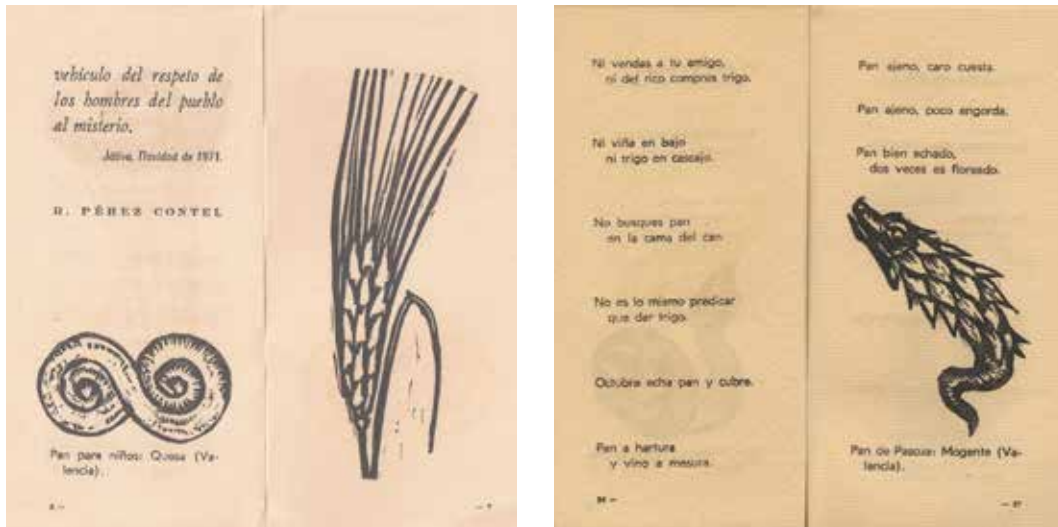 vehículo del respeto de
los hombres del pueblo
al misterio.
Játiva, Navidad de 1971.
R. PÉREZ CONTEL
Pan para niños: Quesa (Va-
lencia).
Ni vendas a tu amigo,
ni del rico compres trigo.
Ni viña en bajo
ni trigo en cascajo.
No busques pan
en la cama del can
No es lo mismo predicar
que dar trigo.
Octubre echa pan y cubre.
Pan a hartura
y vino a mesura.
Pan ajeno, caro cuesta.
Pan ajeno, poco engorda.
Pan bien echado,
dos veces es floreado.
Pan de Pascua: Mogente (Va-
lencia).